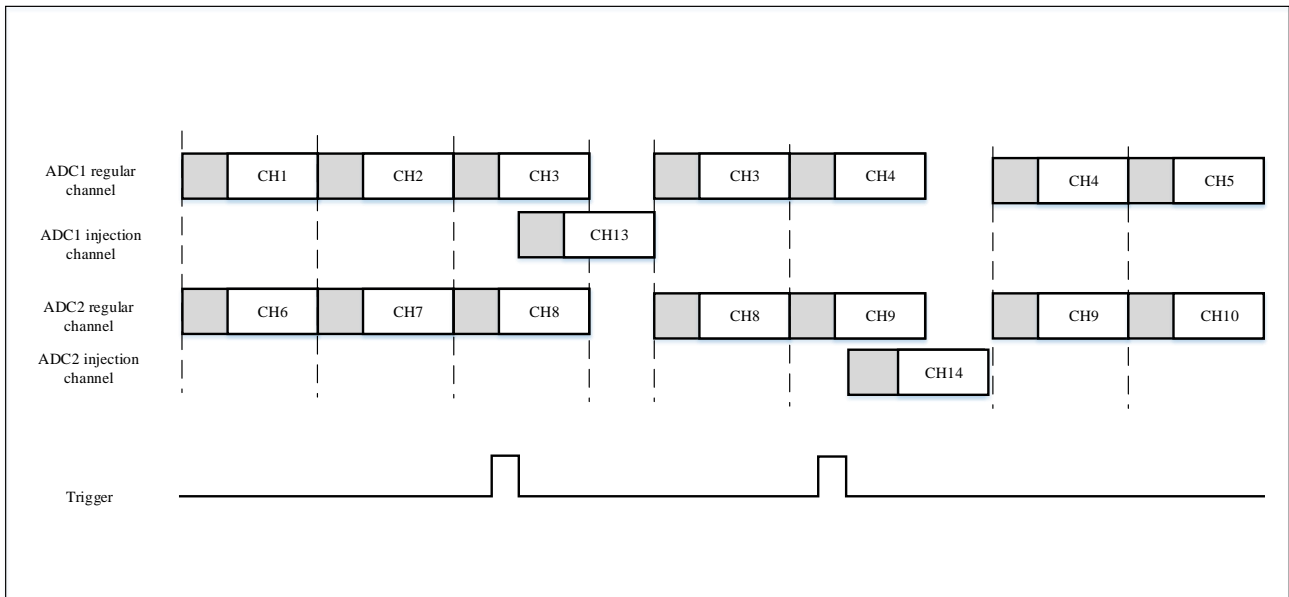 ADC1 regular
channel
CH1 CH2 CH3 CH3 CH4 CH4 CH5
ADC1 injection
channel
CH13
ADC2 regular
channel
CH6 CH7 CH8 CH8 CH9 CH9 CH10
ADC2 injection
channel
CH14
Trigger